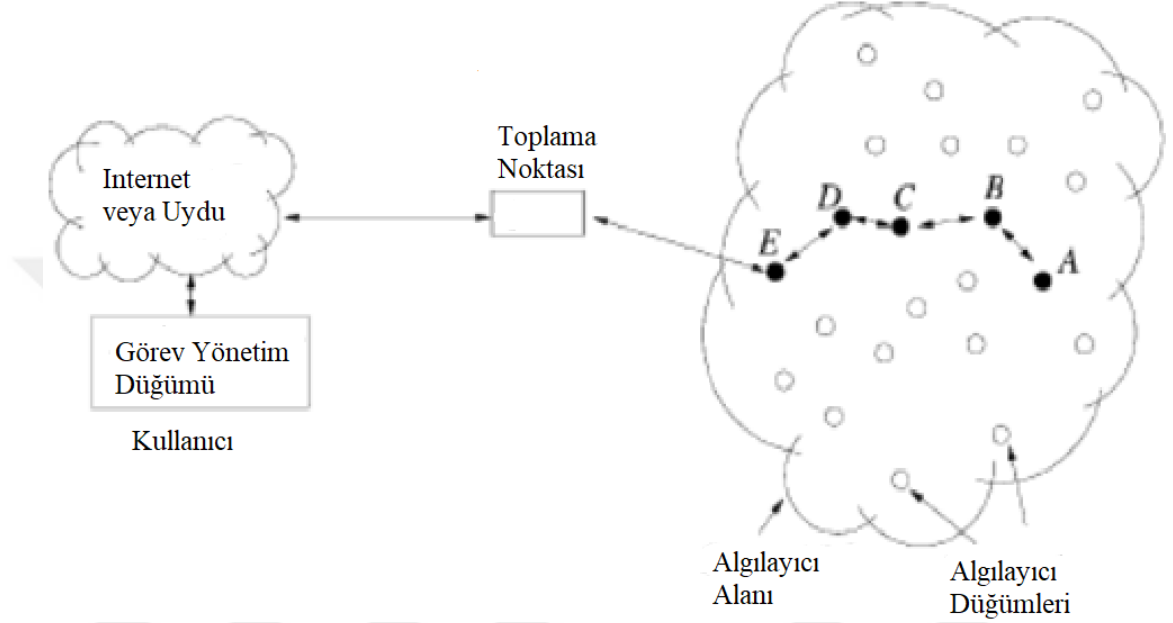 Internet
veya Uydu
Görev Yönetim
Düğümü
Kullanıcı
Toplama
Noktası
E
D
C
B
A
Algılayıcı
Alanı
Algılayıcı
Düğümleri